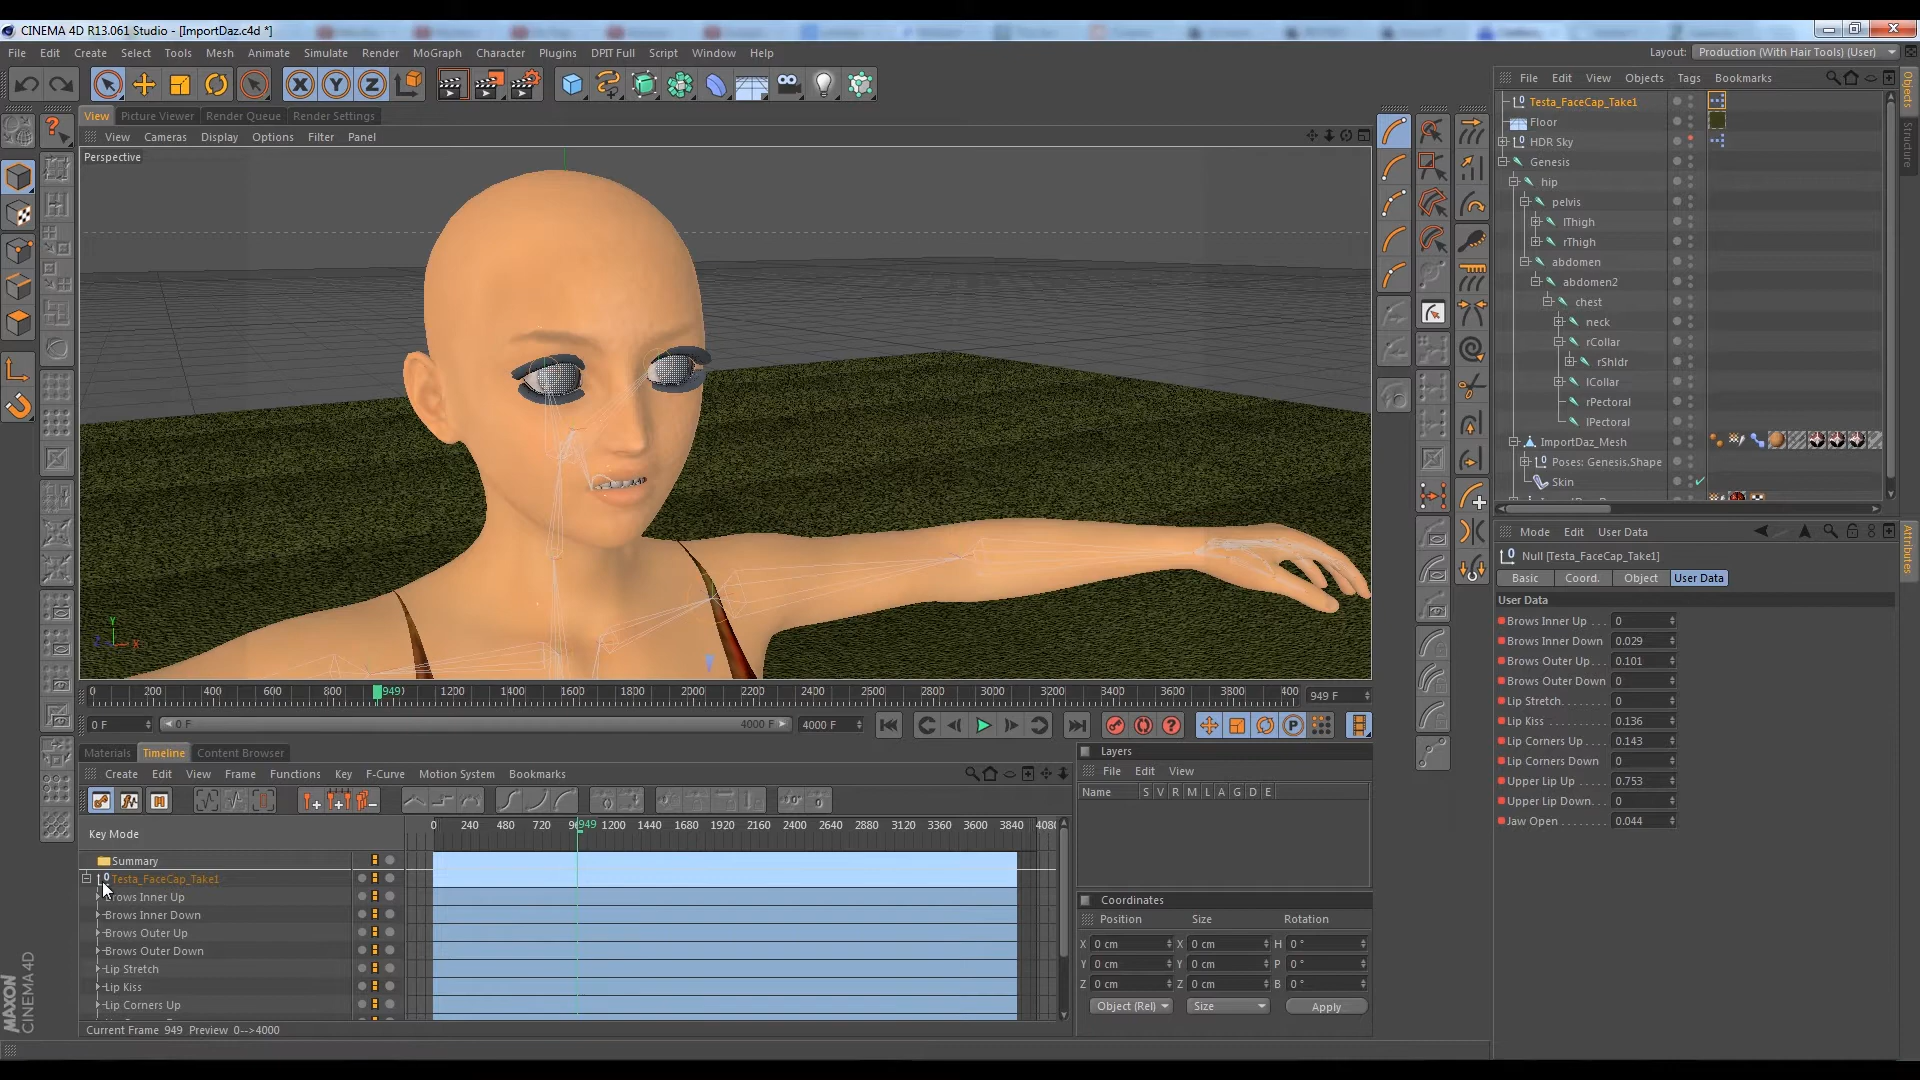 CINEMA 4D R13.061 Studio - [ImportDaz.c4d *]
File Edit Create Select Tools Mesh Animate Simulate Render MoGraph Character Plugins DPIT Full Script Window Help
Layout: Production (With Hair Tools) (User)
X Y Z
View Picture Viewer Render Queue Render Settings
View Cameras Display Options Filter Panel
Perspective
Y
X
Z
0 200 400 600 800 949 1200 1400 1600 1800 2000 2200 2400 2600 2800 3000 3200 3400 3600 3800 400
949 F
0 F
0 F
4000 F
4000 F
P
Materials Timeline Content Browser
Create Edit View Frame Functions Key F-Curve Motion System Bookmarks
Key Mode
0 240 480 720 949 1200 1440 1680 1920 2160 2400 2640 2880 3120 3360 3600 3840 4080
Summary
Testa_FaceCap_Take1
Brows Inner Up
Brows Inner Down
Brows Outer Up
Brows Outer Down
Lip Stretch
Lip Kiss
Lip Corners Up
Current Frame 949 Preview 0-->4000
MAXON
CINEMA 4D
Layers
File Edit View
Name S V R M L A G D E
Coordinates
Position Size Rotation
X 0 cm X 0 cm H 0 °
Y 0 cm Y 0 cm P 0 °
Z 0 cm Z 0 cm B 0 °
Object (Rel) Size Apply
File Edit View Objects Tags Bookmarks
Objects
Structure
Testa_FaceCap_Take1
Floor
HDR Sky
Genesis
hip
pelvis
lThigh
rThigh
abdomen
abdomen2
chest
neck
rCollar
rShldr
lCollar
rPectoral
lPectoral
ImportDaz_Mesh
Poses: Genesis.Shape
Skin
Mode Edit User Data
Attributes
Null [Testa_FaceCap_Take1]
Basic Coord. Object User Data
User Data
Brows Inner Up . . . 0
Brows Inner Down 0.029
Brows Outer Up. . . 0.101
Brows Outer Down 0
Lip Stretch. . . . . . . . 0
Lip Kiss . . . . . . . . . . 0.136
Lip Corners Up . . . 0.143
Lip Corners Down 0
Upper Lip Up . . . . . 0.753
Upper Lip Down. . . 0
Jaw Open . . . . . . . . 0.044